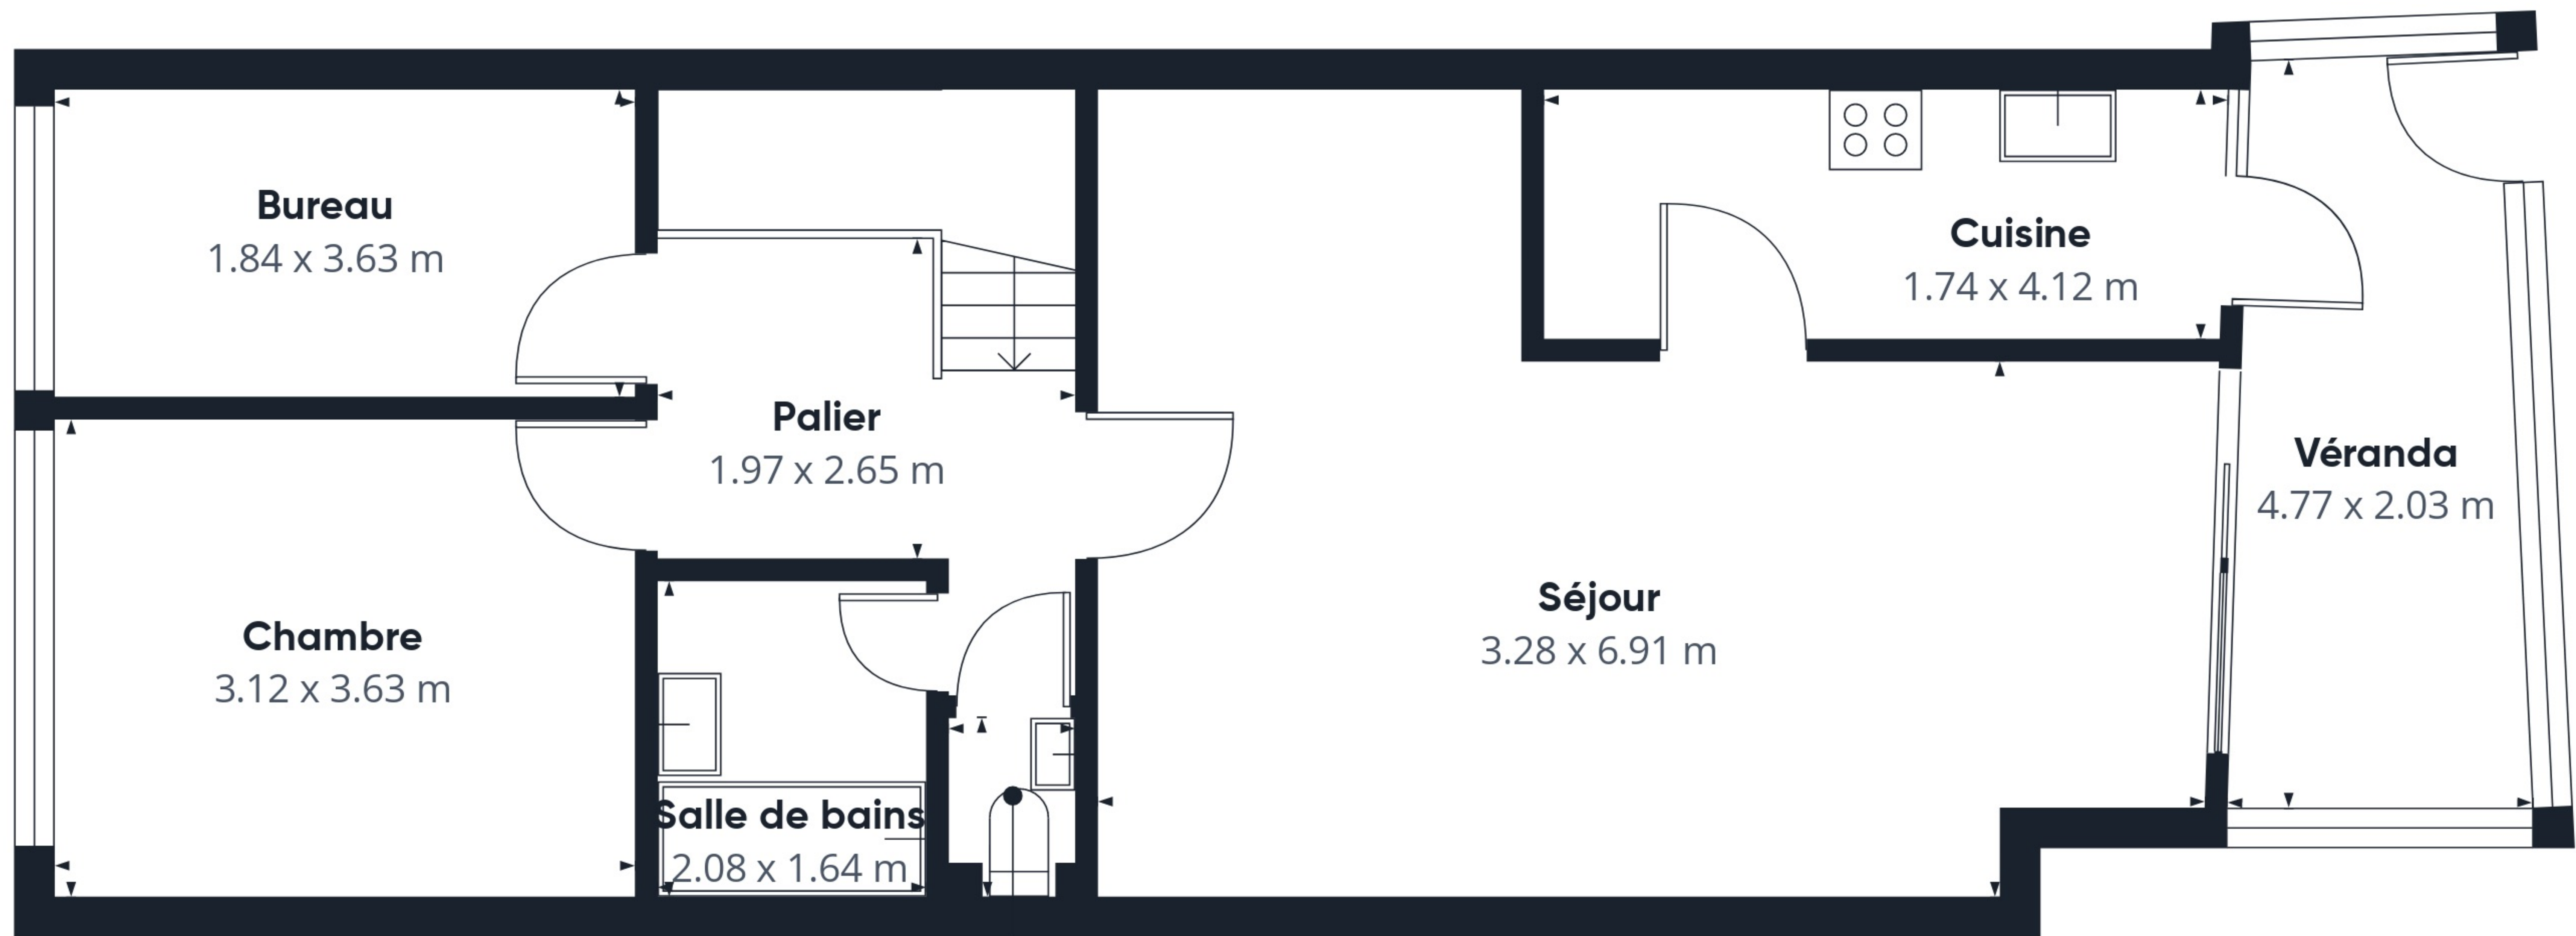 Bureau
1.84 x 3.63 m
Cuisine
1.74 x 4.12 m
Palier
1.97 x 2.65 m
Véranda
4.77 x 2.03 m
Séjour
3.28 x 6.91 m
Chambre
3.12 x 3.63 m
Salle de bains
2.08 x 1.64 m